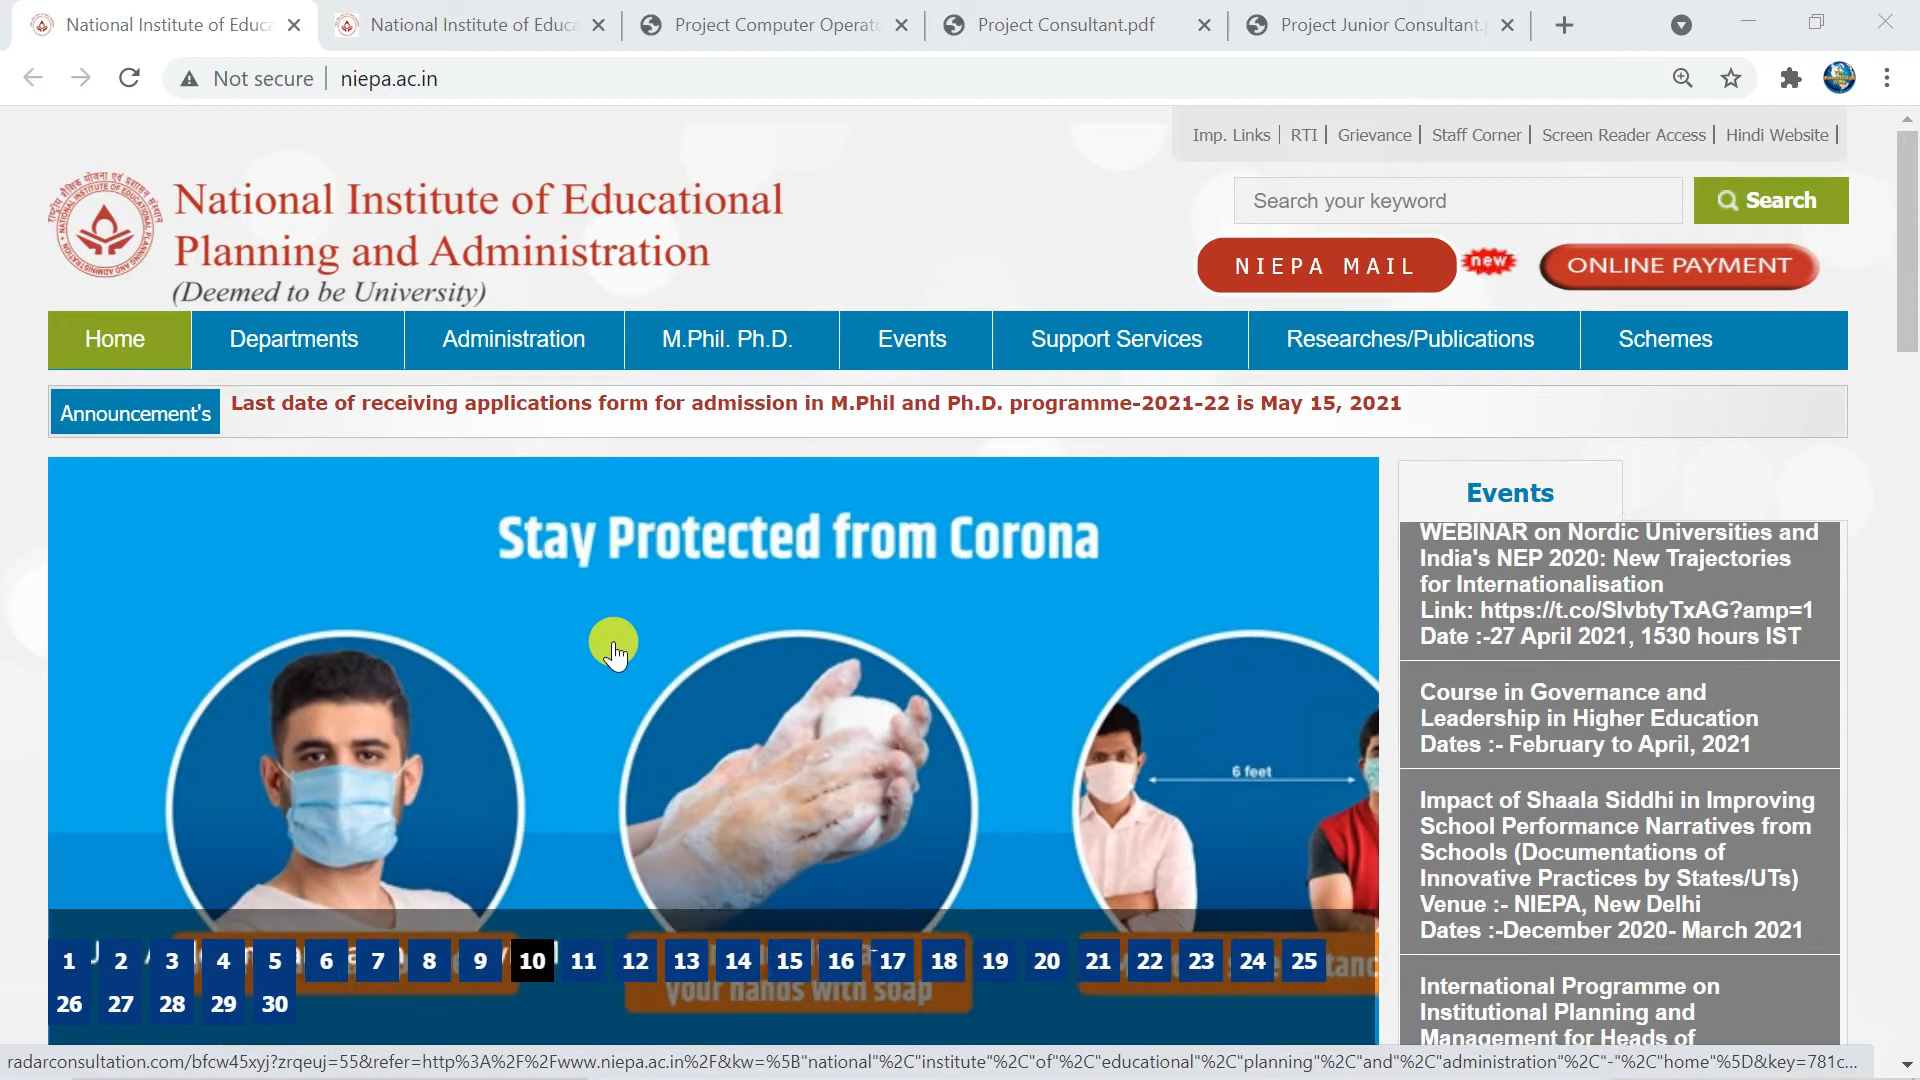 National Institute of Educa
National Institute of Educa
Project Computer Operato
Project Consultant.pdf
Project Junior Consultant.
Not secure
niepa.ac.in
Imp. Links
RTI
Grievance
Staff Corner
Screen Reader Access
Hindi Website
National Institute of Educational
Planning and Administration
(Deemed to be University)
Search your keyword
Search
NIEPA MAIL
new
ONLINE PAYMENT
Home
Departments
Administration
M.Phil. Ph.D.
Events
Support Services
Researches/Publications
Schemes
Announcement's
Last date of receiving applications form for admission in M.Phil and Ph.D. programme-2021-22 is May 15, 2021
Stay Protected from Corona
6 feet
1 2 3 4 5 6 7 8 9 10 11 12 13 14 15 16 17 18 19 20 21 22 23 24 25
your hands with soap
26 27 28 29 30
Events
WEBINAR on Nordic Universities and
India's NEP 2020: New Trajectories
for Internationalisation
Link: https://t.co/SIvbtyTxAG?amp=1
Date :-27 April 2021, 1530 hours IST
Course in Governance and
Leadership in Higher Education
Dates :- February to April, 2021
Impact of Shaala Siddhi in Improving
School Performance Narratives from
Schools (Documentations of
Innovative Practices by States/UTs)
Venue :- NIEPA, New Delhi
Dates :-December 2020- March 2021
International Programme on
Institutional Planning and
Management for Heads of
radarconsultation.com/bfcw45xyj?zrqeuj=55&refer=http%3A%2F%2Fwww.niepa.ac.in%2F&kw=%5B"national"%2C"institute"%2C"of"%2C"educational"%2C"planning"%2C"and"%2C"administration"%2C"-"%2C"home"%5D&key=781c...